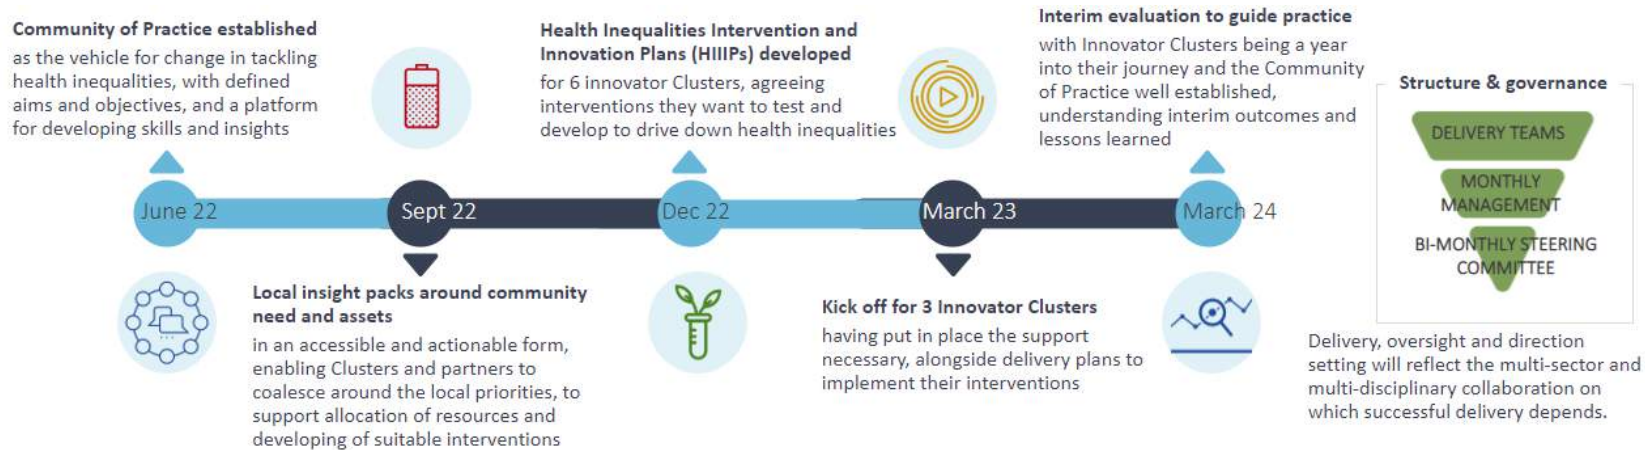 Community of Practice established
as the vehicle for change in tackling
health inequalities, with defined
aims and objectives, and a platform
for developing skills and insights
Health Inequalities Intervention and
Innovation Plans (HIIIPs) developed
for 6 innovator Clusters, agreeing
interventions they want to test and
develop to drive down health inequalities
Interim evaluation to guide practice
with Innovator Clusters being a year
into their journey and the Community
of Practice well established,
understanding interim outcomes and
lessons learned
June 22
Sept 22
Dec 22
March 23
March 24
Local insight packs around community
need and assets
in an accessible and actionable form,
enabling Clusters and partners to
coalesce around the local priorities, to
support allocation of resources and
developing of suitable interventions
Kick off for 3 Innovator Clusters
having put in place the support
necessary, alongside delivery plans to
implement their interventions
Structure & governance
DELIVERY TEAMS
MONTHLY
MANAGEMENT
BI-MONTHLY STEERING
COMMITTEE
Delivery, oversight and direction
setting will reflect the multi-sector and
multi-disciplinary collaboration on
which successful delivery depends.